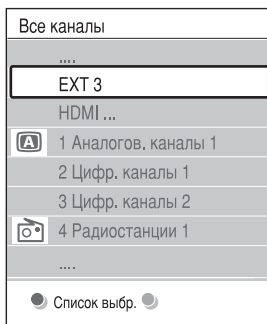 Все каналы
....
EXT 3
HDMI ...
A
1 Аналогов. каналы 1
2 Цифр. каналы 1
3 Цифр. каналы 2
4 Радиостанции 1
....
Список выбр.